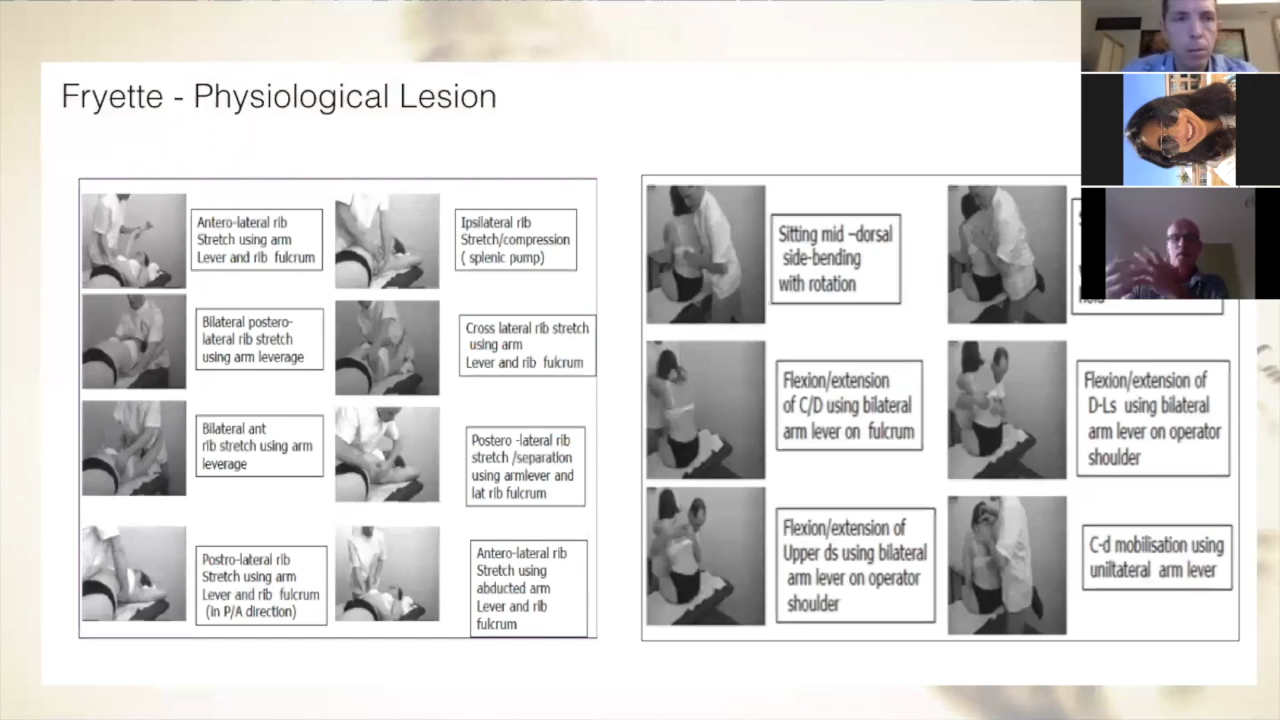 Fryette - Physiological Lesion
Antero-lateral rib
Stretch using arm
Lever and rib fulcrum
Ipsilateral rib
Stretch/compression
( splenic pump)
Bilateral postero-
lateral rib stretch
using arm leverage
Cross lateral rib stretch
using arm
Lever and rib fulcrum
Bilateral ant
rib stretch using arm
leverage
Postero -lateral rib
stretch /separation
using armlever and
lat rib fulcrum
Postro-lateral rib
Stretch using arm
Lever and rib fulcrum
(in P/A direction)
Antero-lateral rib
Stretch using
abducted arm
Lever and rib
fulcrum
Sitting mid –dorsal
side-bending
with rotation
Flexion/extension
of C/D using bilateral
arm lever on fulcrum
Flexion/extension of
D-Ls using bilateral
arm lever on operator
shoulder
Flexion/extension of
Upper ds using bilateral
arm lever on operator
shoulder
C-d mobilisation using
uniltateral arm lever